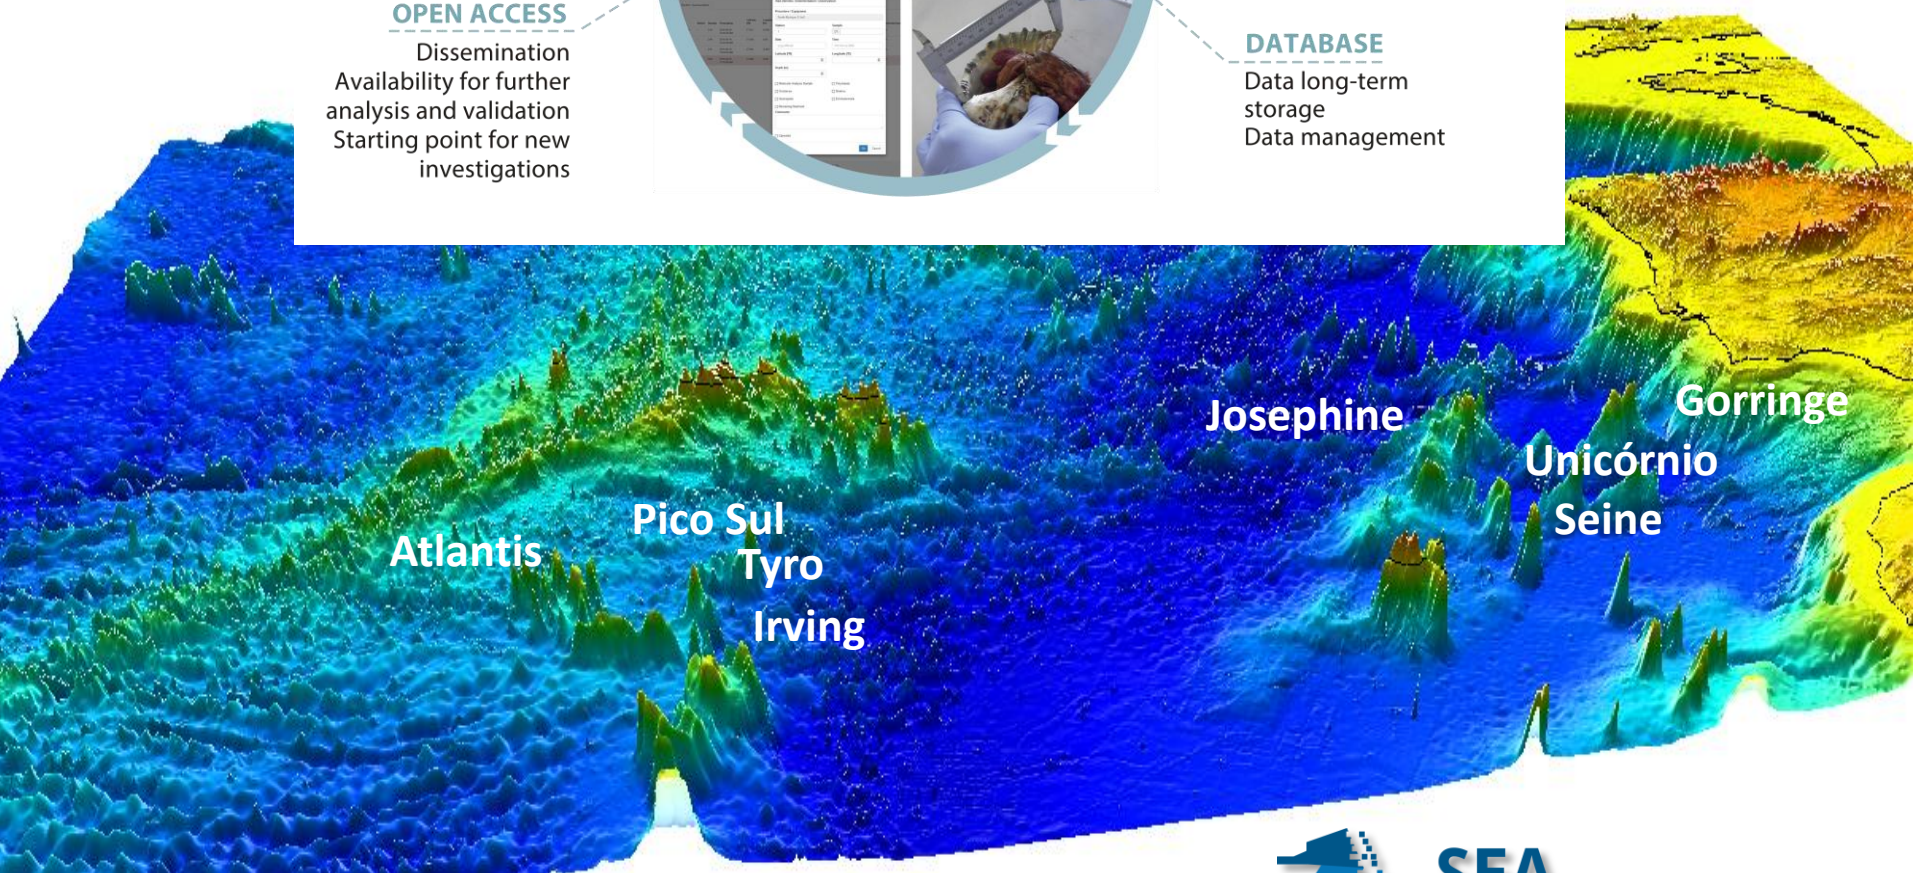 OPEN ACCESS
Dissemination
Availability for further
analysis and validation
Starting point for new
investigations
DATABASE
Data long-term
storage
Data management
Gorringe
Josephine
Unicórnio
Seine
Pico Sul
Atlantis
Tyro
Irving
SEA